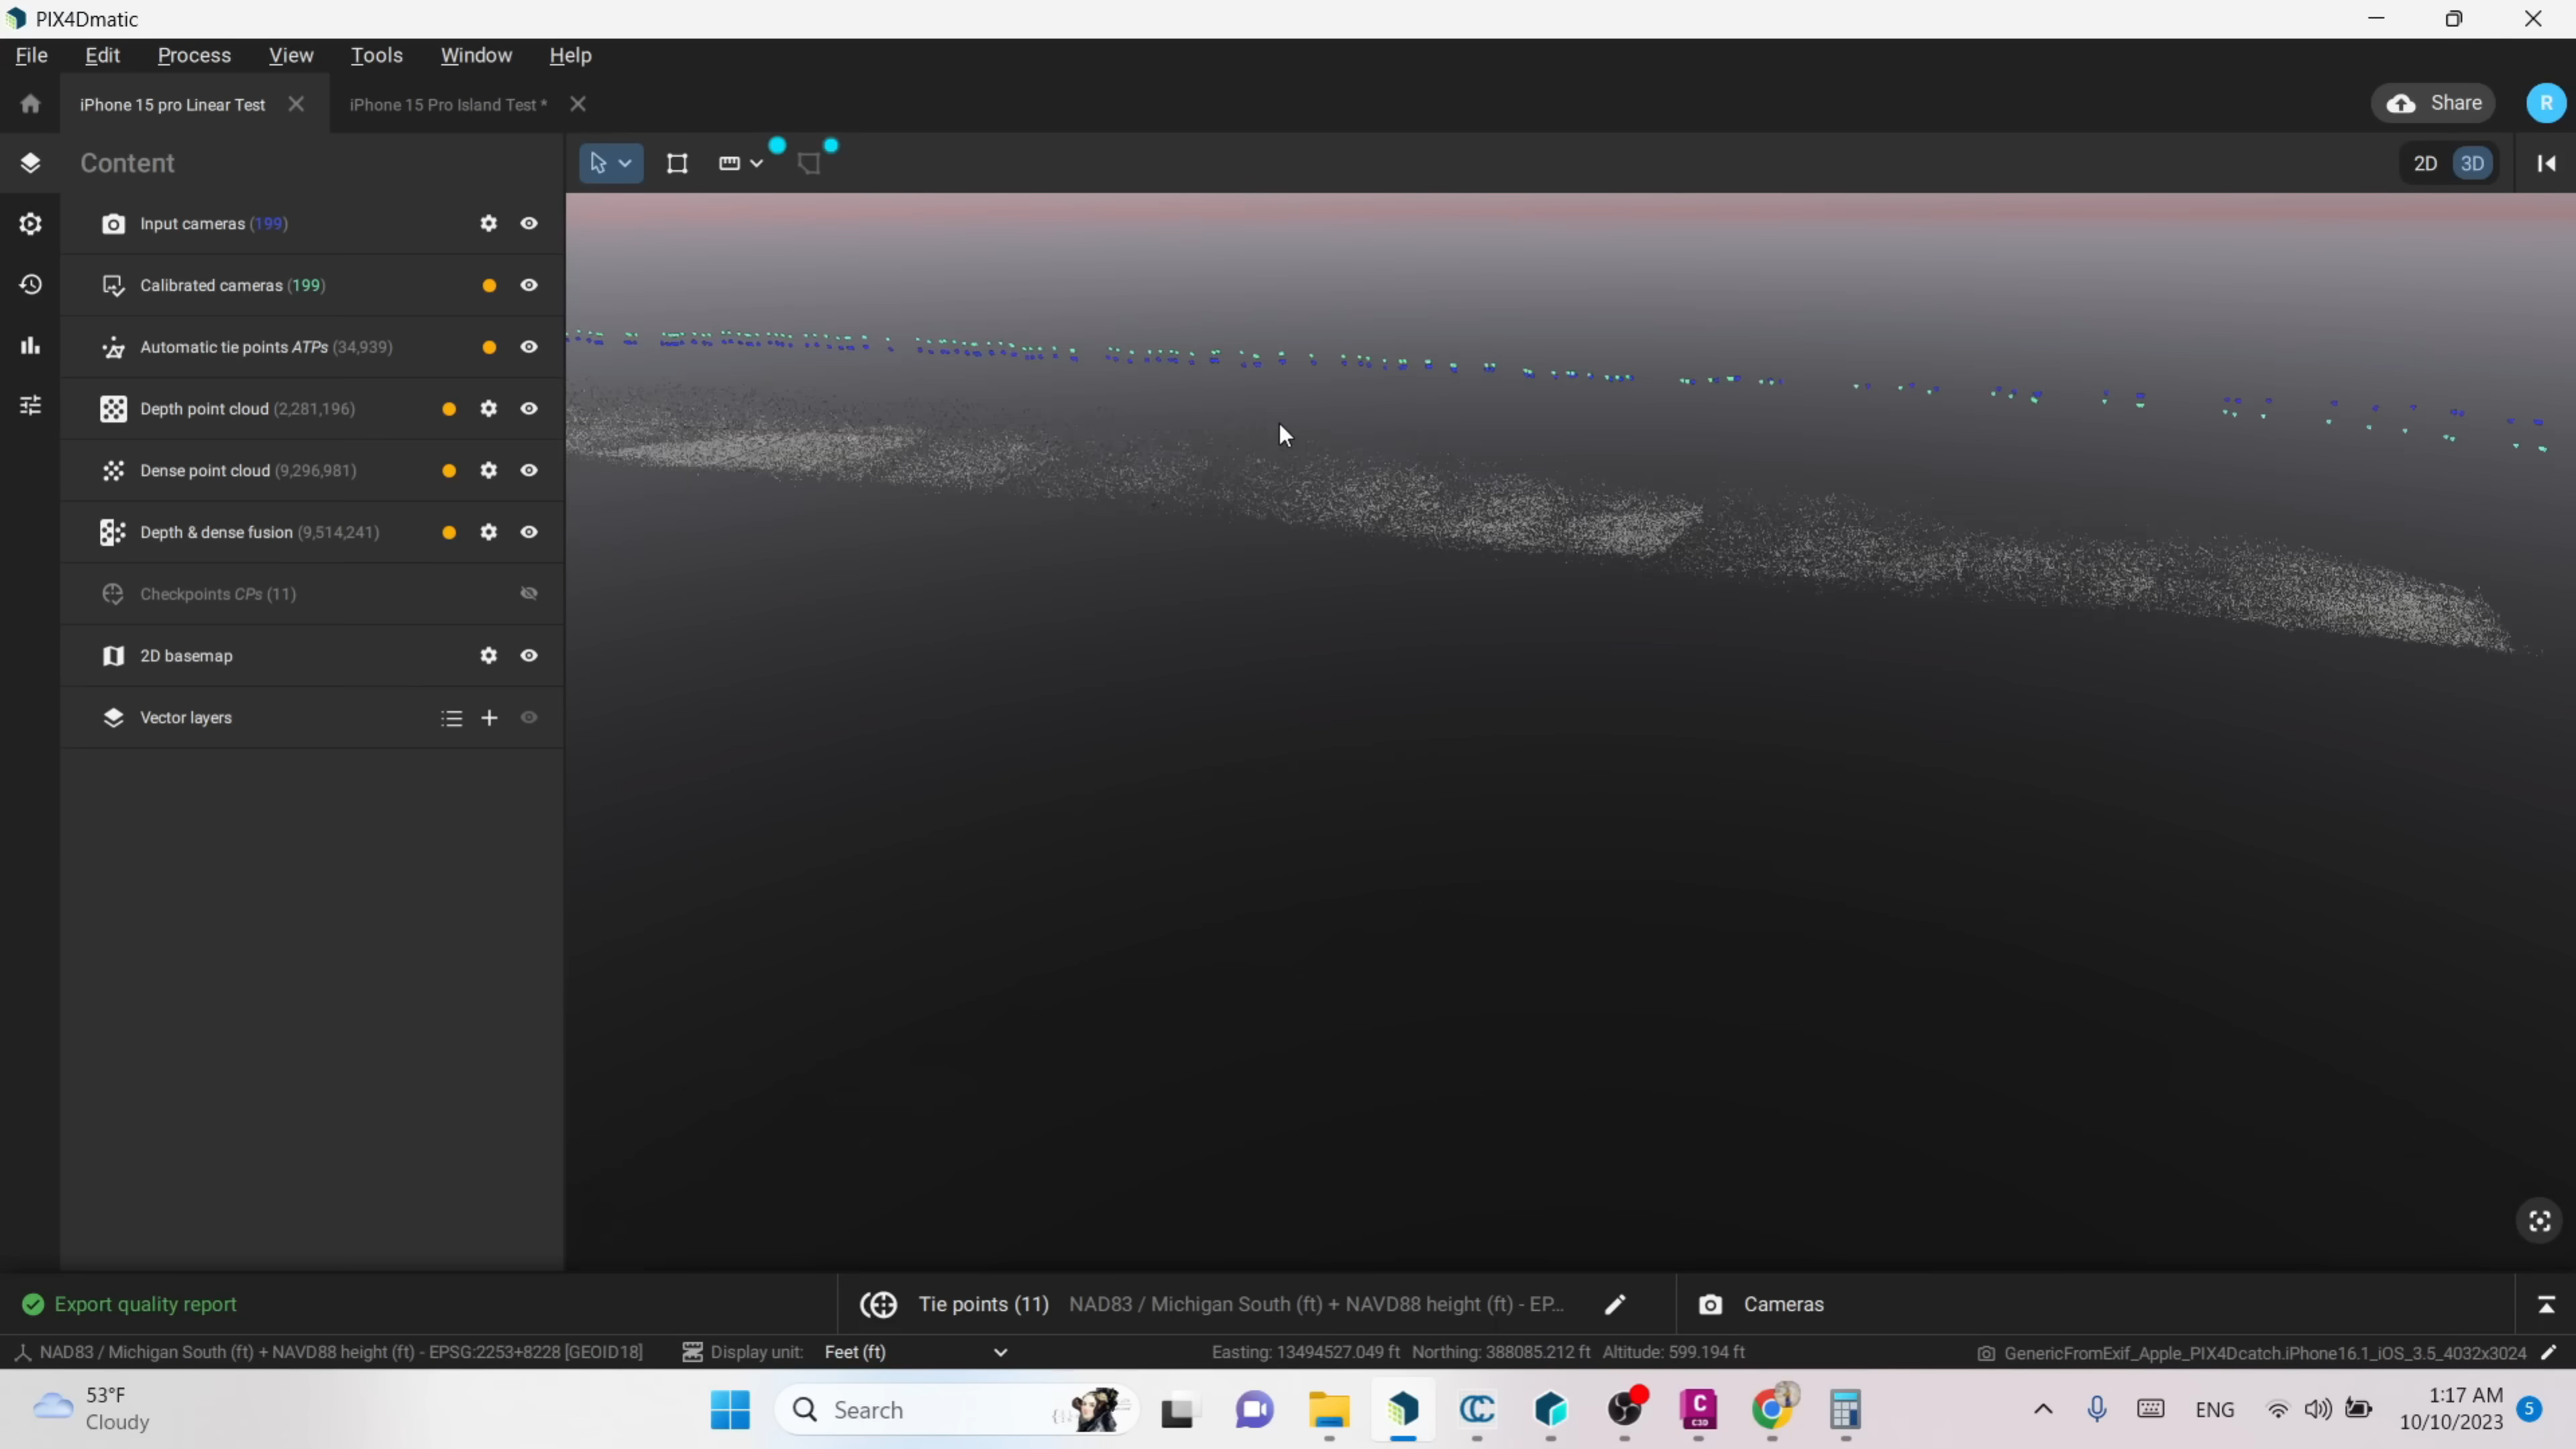 PIX4Dmatic
File Edit Process View Tools Window Help
iPhone 15 pro Linear Test iPhone 15 Pro Island Test * Share R
Content 2D 3D
Input cameras (199)
Calibrated cameras (199)
Automatic tie points ATPs (34,939)
Depth point cloud (2,281,196)
Dense point cloud (9,296,981)
Depth & dense fusion (9,514,241)
Checkpoints CPs (11)
2D basemap
Vector layers
Export quality report Tie points (11) NAD83 / Michigan South (ft) + NAVD88 height (ft) - EP... Cameras
NAD83 / Michigan South (ft) + NAVD88 height (ft) - EPSG:2253+8228 [GEOID18] Display unit: Feet (ft) Easting: 13494527.049 ft Northing: 388085.212 ft Altitude: 599.194 ft GenericFromExif_Apple_PIX4Dcatch.iPhone16.1_iOS_3.5_4032x3024
53°F
Cloudy
Search
C
C3D
ENG
1:17 AM
10/10/2023
5